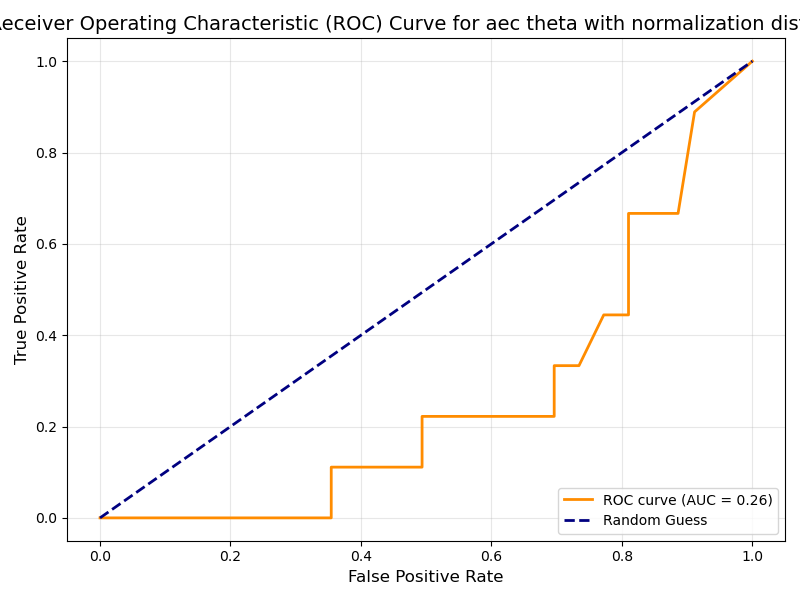 eceiver Operating Characteristic (ROC) Curve for aec theta with normalization dis
1.0
0.8
0.6
0.4
0.2
0.0
True Positive Rate
0.0 0.2 0.4 0.6 0.8 1.0
False Positive Rate
ROC curve (AUC = 0.26)
Random Guess